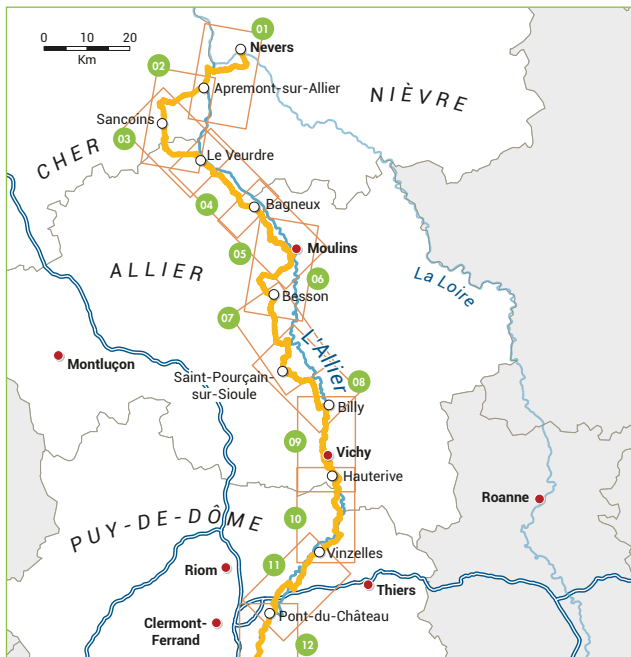 01
Nevers
0 10 20
Km
02
Apremont-sur-Allier
NIÈVRE
Sancoins
03
CHER
Le Veurdre
04
Bagneux
05
Moulins
ALLIER
06
La Loire
Besson
07
L'Allier
Montluçon
Saint-Pourçain-
sur-Sioule
08
Billy
09
Vichy
Hauterive
Roanne
10
PUY-DE-DÔME
Vinzelles
11
Riom
Thiers
Pont-du-Château
Clermont-
Ferrand
12